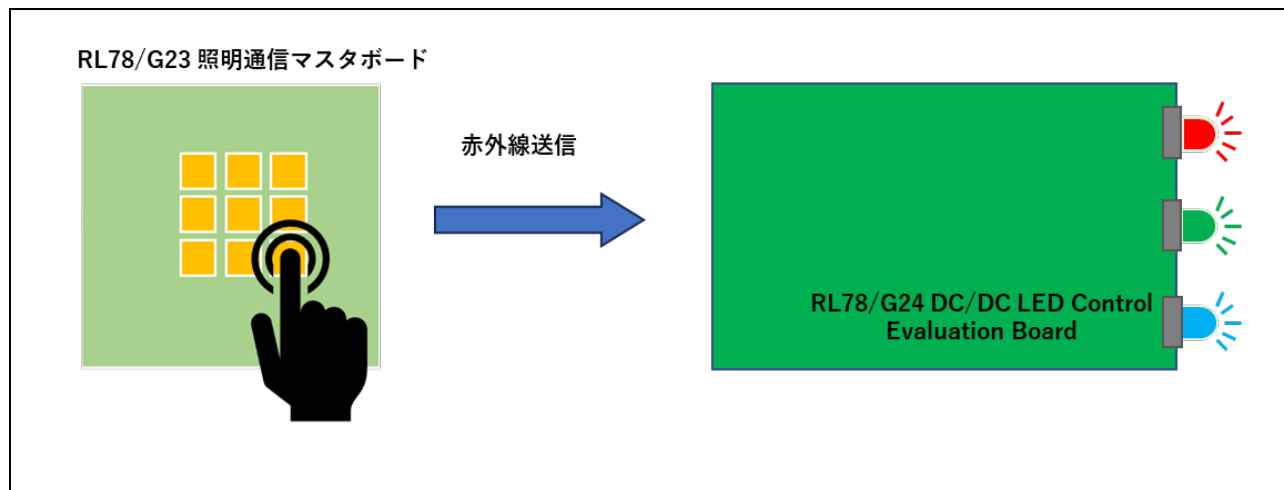 RL78/G23 照明通信マスタボード
赤外線送信
RL78/G24 DC/DC LED Control
Evaluation Board